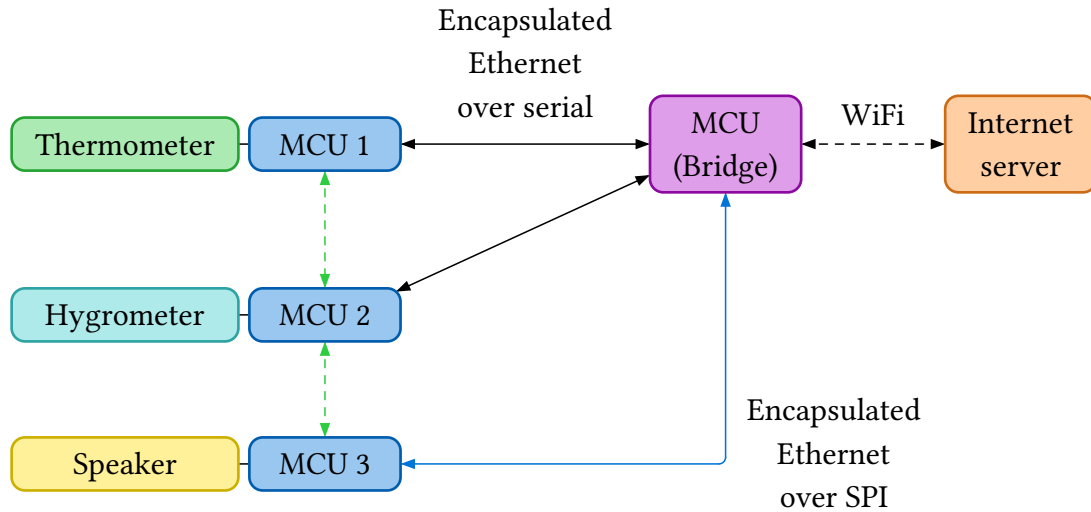 Encapsulated
Ethernet
over serial
Thermometer
MCU 1
MCU
(Bridge)
WiFi
Internet
server
Hygrometer
MCU 2
Speaker
MCU 3
Encapsulated
Ethernet
over SPI